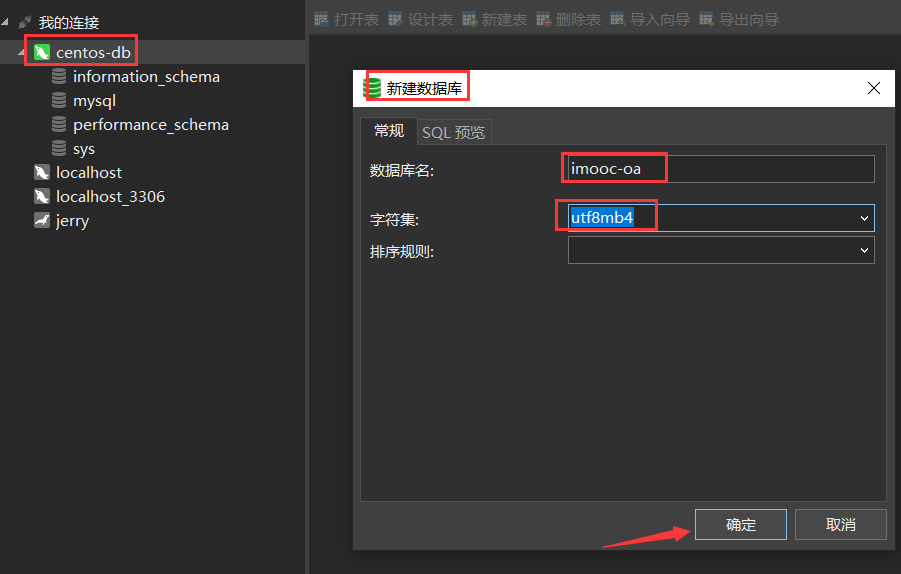 我的连接
centos-db
information_schema
mysql
performance_schema
sys
localhost
localhost_3306
jerry
打开表 设计表 新建表 删除表 导入向导 导出向导
新建数据库
常规 SQL 预览
数据库名: imooc-oa
字符集: utf8mb4
排序规则:
确定 取消